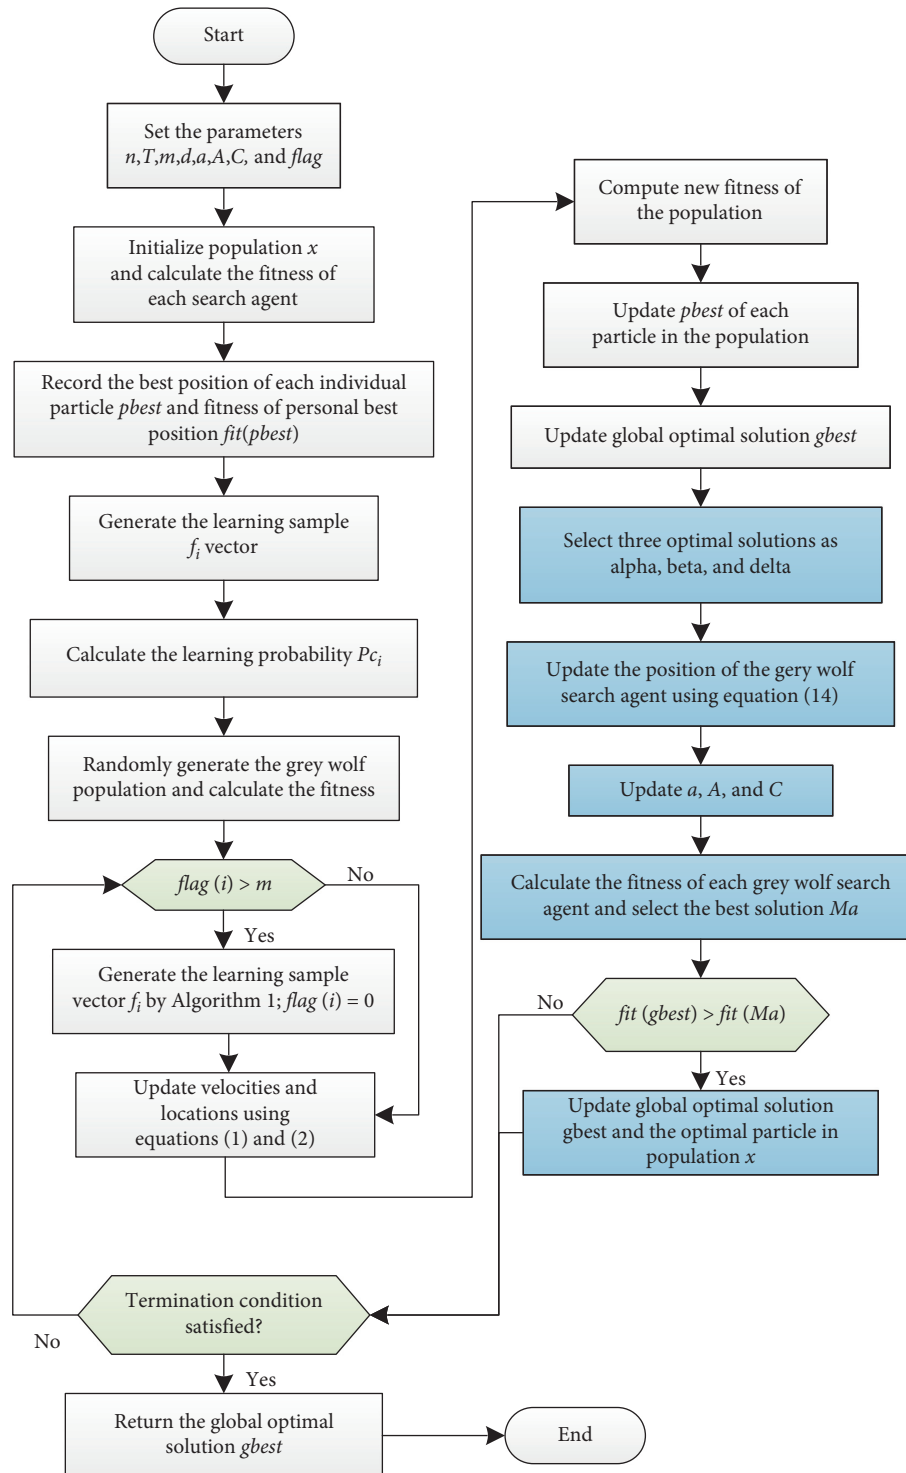 Start
Set the parameters
n,T,m,d,a,A,C, and flag
Initialize population x
and calculate the fitness of
each search agent
Record the best position of each individual
particle pbest and fitness of personal best
position fit(pbest)
Generate the learning sample
f_i vector
Calculate the learning probability Pc_i
Randomly generate the grey wolf
population and calculate the fitness
flag (i) > m
No
Yes
Generate the learning sample
vector f_i by Algorithm 1; flag (i) = 0
Update velocities and
locations using
equations (1) and (2)
Compute new fitness of
the population
Update pbest of each
particle in the population
Update global optimal solution gbest
Select three optimal solutions as
alpha, beta, and delta
Update the position of the gery wolf
search agent using equation (14)
Update a, A, and C
Calculate the fitness of each grey wolf search
agent and select the best solution Ma
No
fit (gbest) > fit (Ma)
Yes
Update global optimal solution
gbest and the optimal particle in
population x
Termination condition
satisfied?
No
Yes
Return the global optimal
solution gbest
End